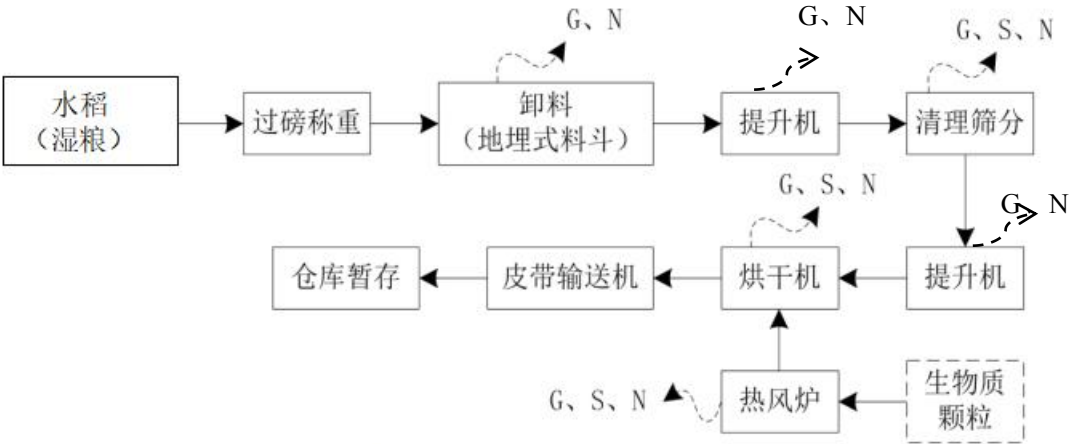 G、N
G、N
G、S、N
水稻
（湿粮）
过磅称重
卸料
（地埋式料斗）
提升机
清理筛分
G、S、N
G、N
仓库暂存
皮带输送机
烘干机
提升机
G、S、N
热风炉
生物质
颗粒